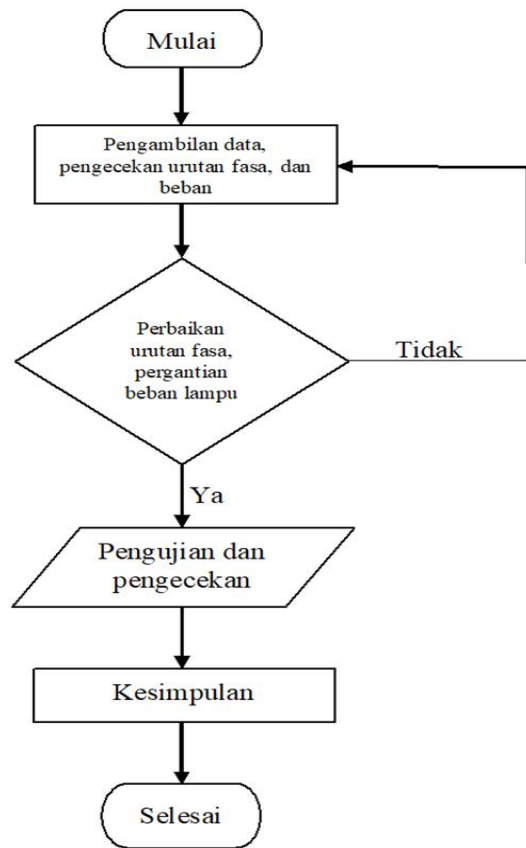 Mulai
Pengambilan data,
pengecekan urutan fasa, dan
beban
Perbaikan
urutan fasa,
pergantian
beban lampu
Tidak
Ya
Pengujian dan
pengecekan
Kesimpulan
Selesai